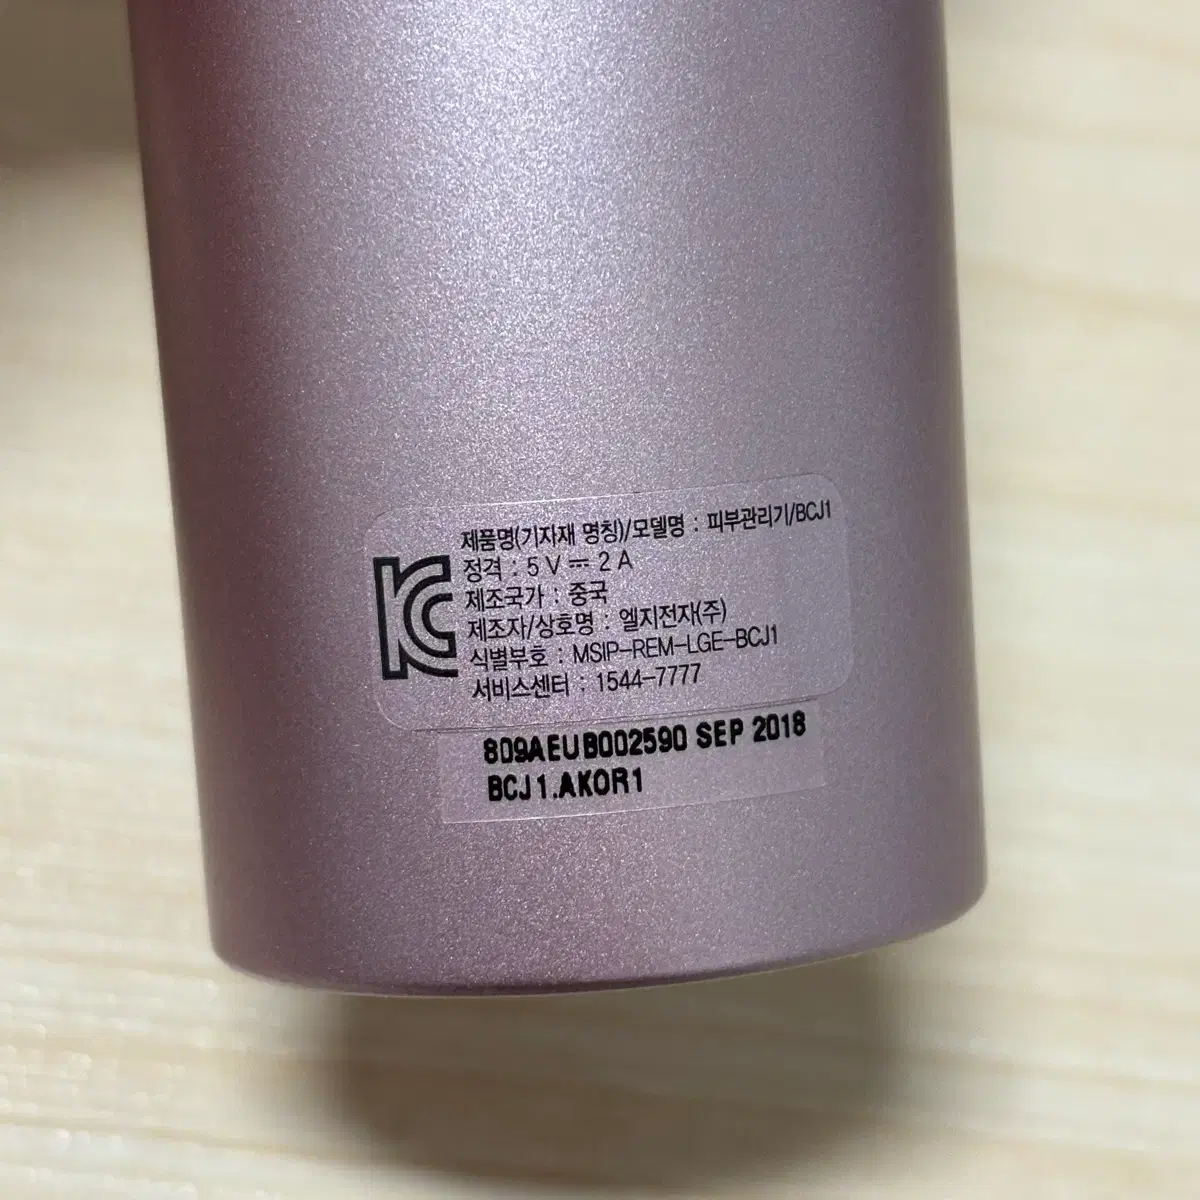 제품명(기자재 명칭)/모델명 : 피부관리기/BCJ1
정격 : 5 V ⎓ 2 A
제조국가 : 중국
제조자/상호명 : 엘지전자(주)
식별부호 : MSIP-REM-LGE-BCJ1
서비스센터 : 1544-7777
809AEUB002590 SEP 2018
BCJ1.AKOR1